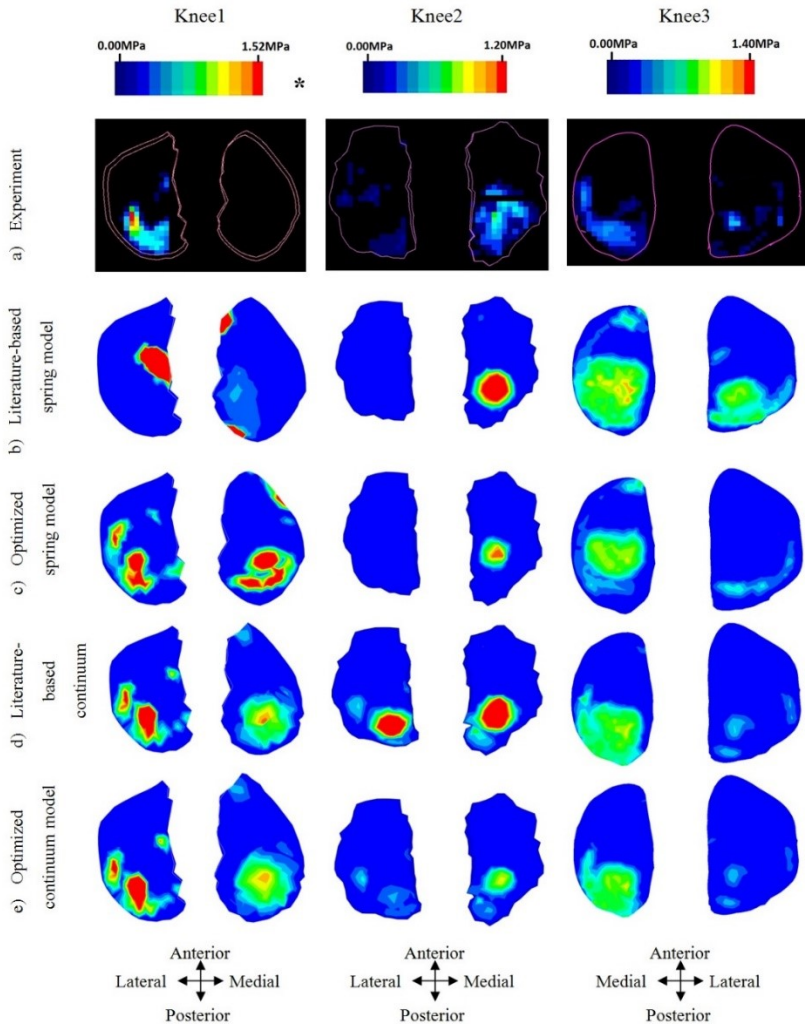 Knee1
Knee2
Knee3
0.00MPa 1.52MPa
*
0.00MPa 1.20MPa
0.00MPa 1.40MPa
a) Experiment
b) Literature-based
spring model
c) Optimized
spring model
d) Literature-
based
continuum
e) Optimized
continuum model
Anterior
Lateral Medial
Posterior
Anterior
Lateral Medial
Posterior
Anterior
Medial Lateral
Posterior